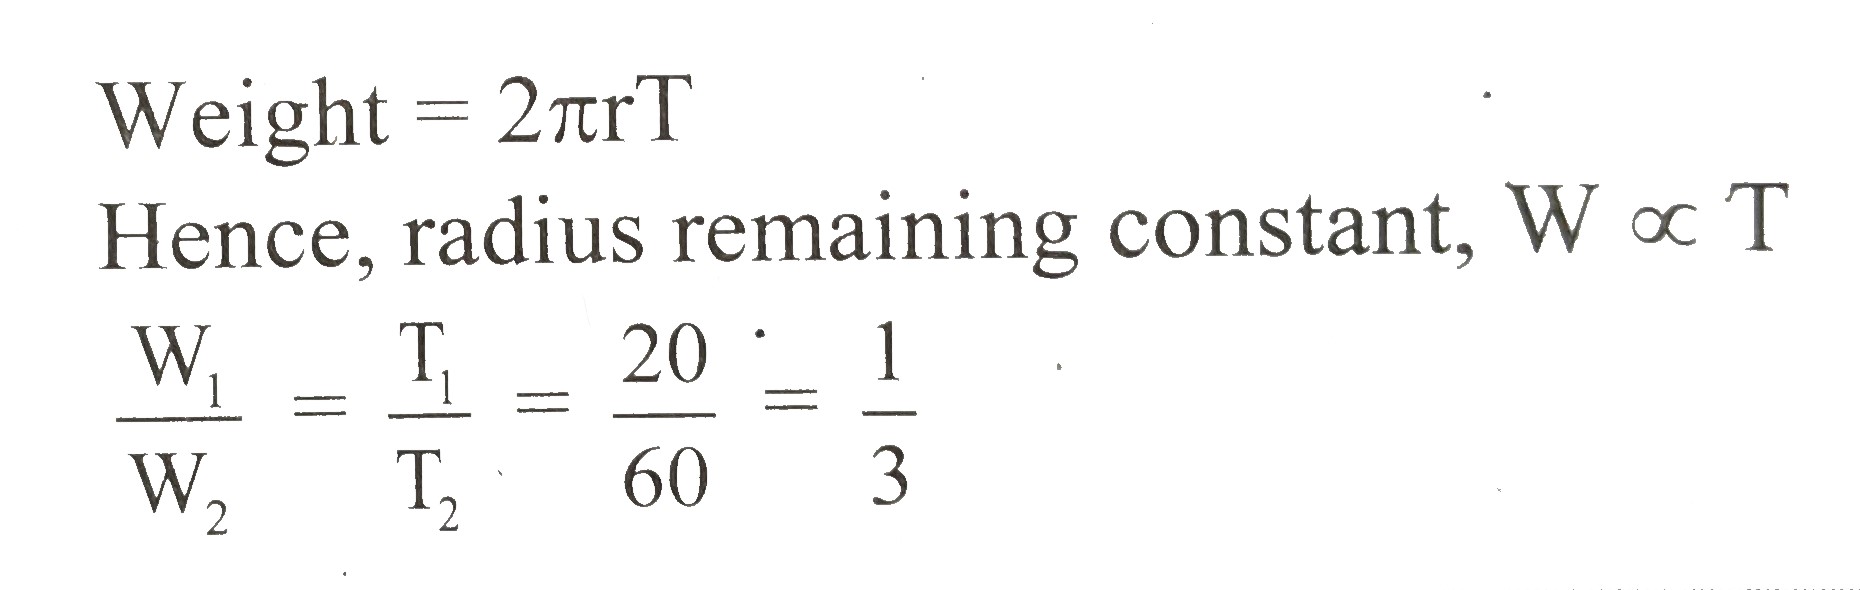 Weight = 2πrT
Hence, radius remaining constant, W ∝ T
W₁/W₂ = T₁/T₂ = 20/60 = 1/3